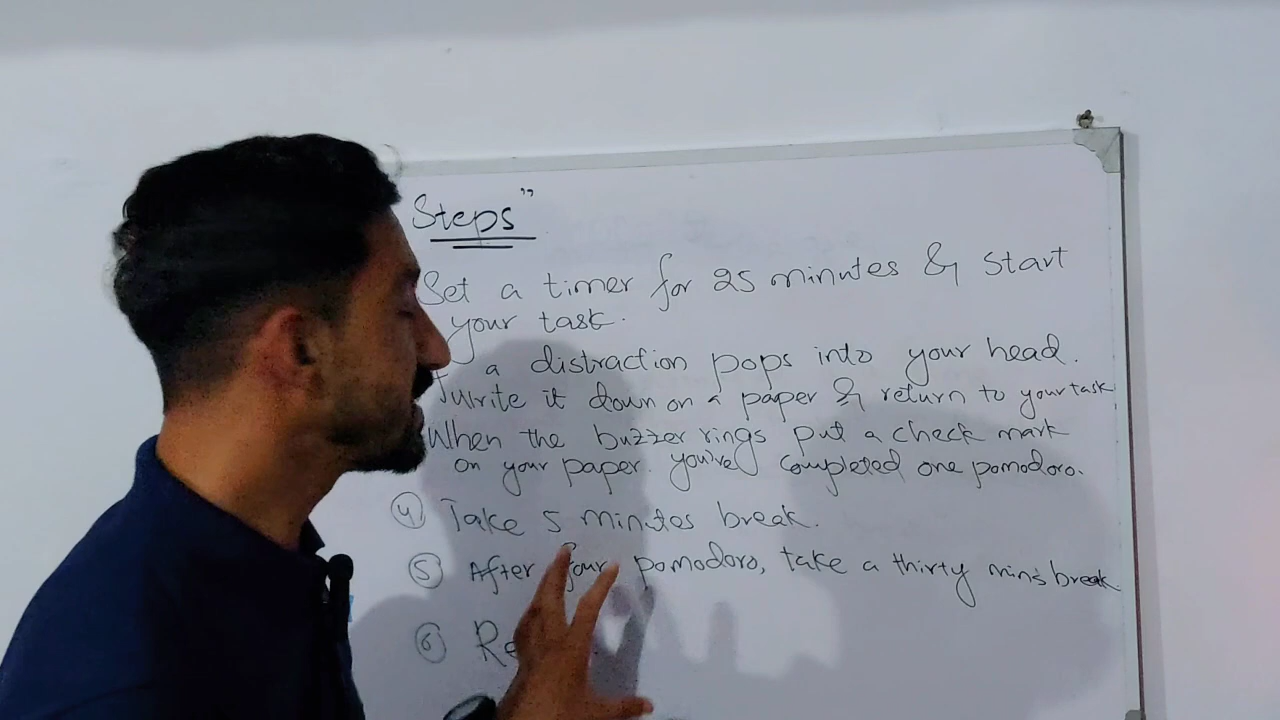 Steps"
Set a timer for 25 minutes & start
your task.
a distraction pops into your head.
write it down on a paper & return to your task
When the buzzer rings put a check mark
on your paper. you've completed one pomodoro.
④ Take 5 minutes break.
⑤ After four pomodoro, take a thirty mins break
⑥